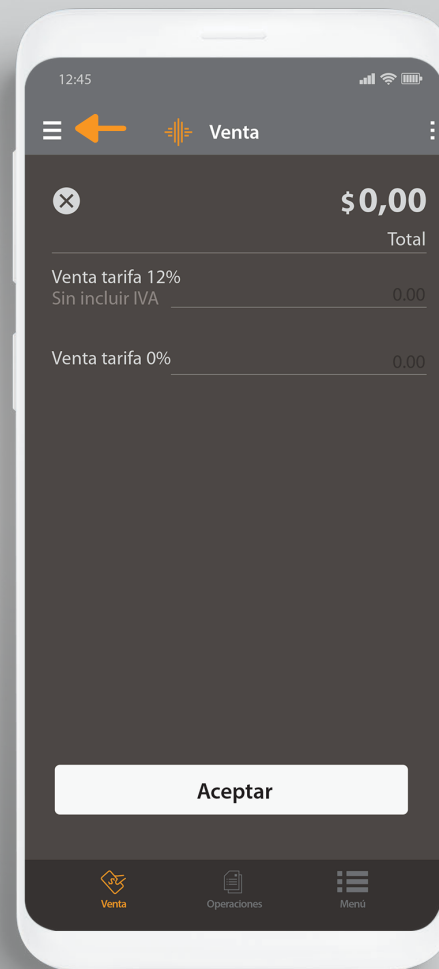 12:45
Venta
$0,00
Total
Venta tarifa 12%
Sin incluir IVA 0.00
Venta tarifa 0% 0.00
Aceptar
Venta Operaciones Menú